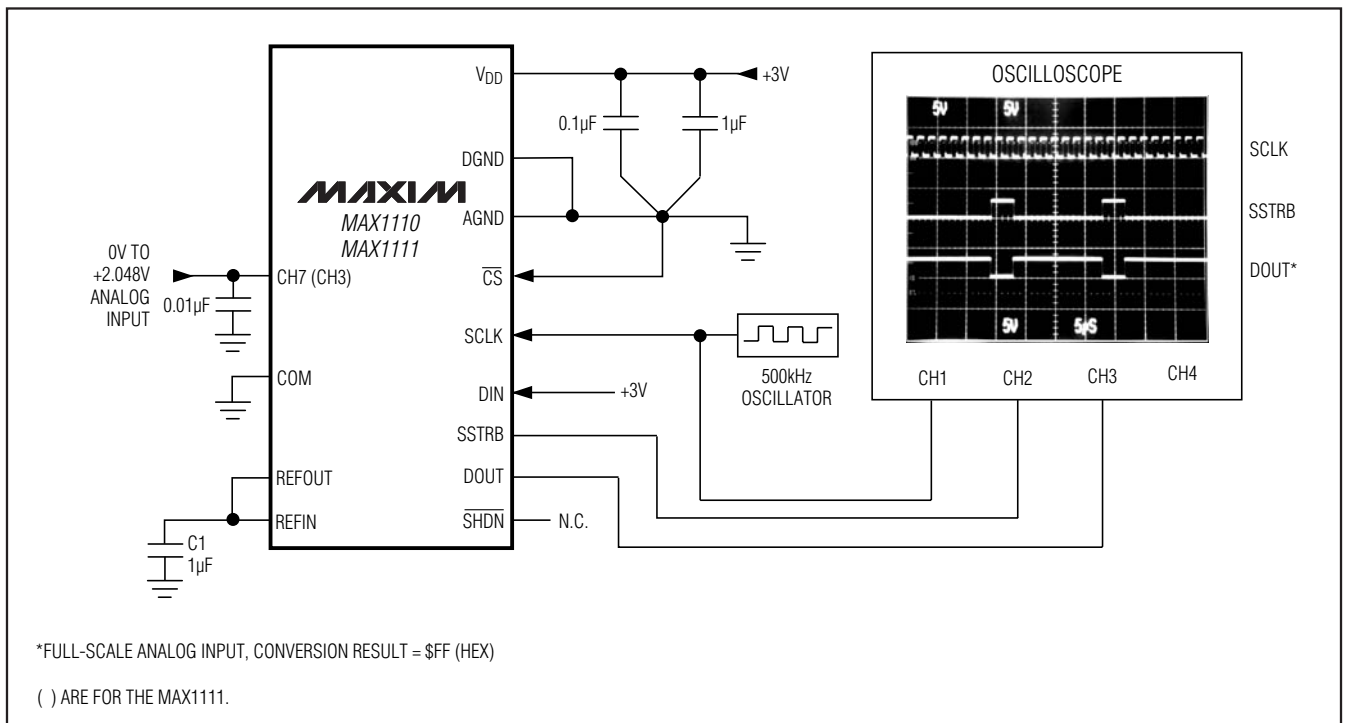 VDD
+3V
0.1µF
1µF
DGND
AGND
MAXIM
MAX1110
MAX1111
0V TO
+2.048V
ANALOG
INPUT
0.01µF
CH7 (CH3)
CS
SCLK
500kHz
OSCILLATOR
COM
DIN
+3V
SSTRB
REFOUT
DOUT
REFIN
SHDN
N.C.
C1
1µF
OSCILLOSCOPE
5V
5V
SCLK
SSTRB
DOUT*
5V
5µS
CH1
CH2
CH3
CH4
*FULL-SCALE ANALOG INPUT, CONVERSION RESULT = $FF (HEX)
( ) ARE FOR THE MAX1111.